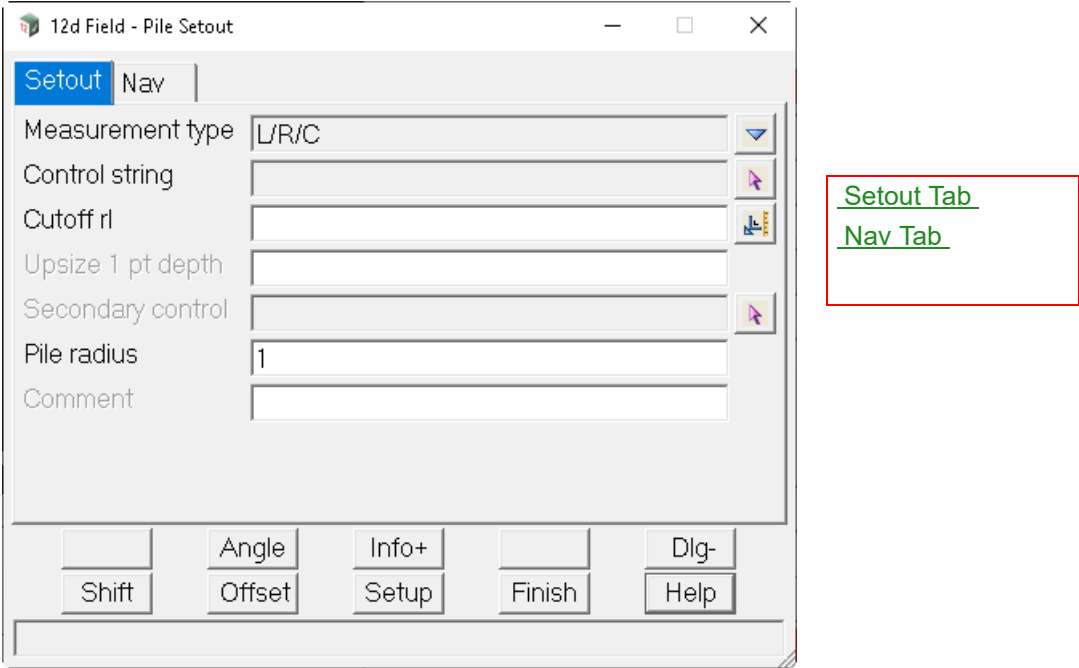 12d Field - Pile Setout
Setout Nav
Measurement type L/R/C
Control string
Cutoff rl
Upsize 1 pt depth
Secondary control
Pile radius 1
Comment
Angle Info+ Dlg-
Shift Offset Setup Finish Help
Setout Tab
Nav Tab